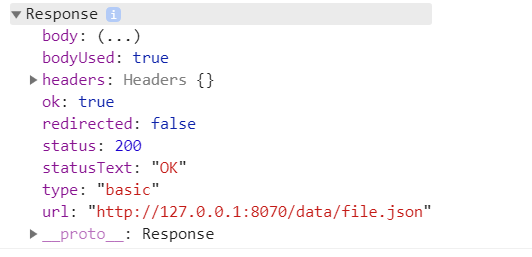 Response i
body: (...)
bodyUsed: true
headers: Headers {}
ok: true
redirected: false
status: 200
statusText: "OK"
type: "basic"
url: "http://127.0.0.1:8070/data/file.json"
__proto__: Response